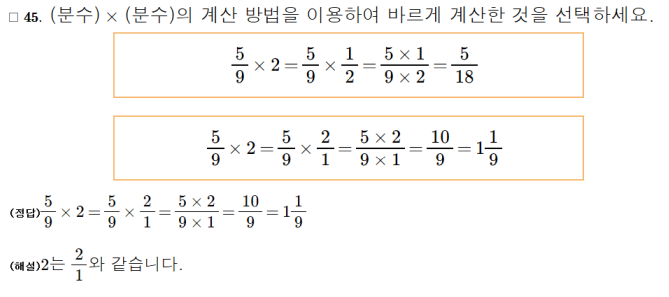 □ 45. (분수) × (분수)의 계산 방법을 이용하여 바르게 계산한 것을 선택하세요.
5/9 × 2 = 5/9 × 1/2 = (5 × 1)/(9 × 2) = 5/18
5/9 × 2 = 5/9 × 2/1 = (5 × 2)/(9 × 1) = 10/9 = 1 1/9
(정답) 5/9 × 2 = 5/9 × 2/1 = (5 × 2)/(9 × 1) = 10/9 = 1 1/9
(해설) 2는 2/1 와 같습니다.